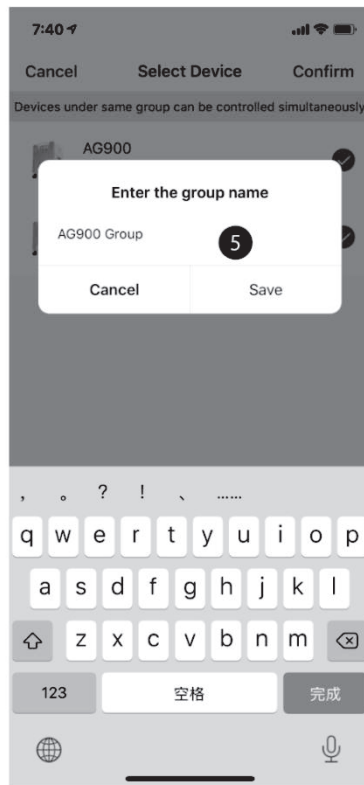 7:40
Cancel Select Device Confirm
Devices under same group can be controlled simultaneously
AG900
Enter the group name
AG900 Group
5
Cancel Save
, 。 ? ! 、 ……
q w e r t y u i o p
a s d f g h j k l
z x c v b n m
123 空格 完成